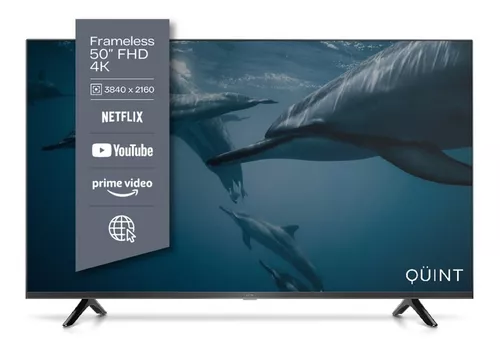 Frameless
50" FHD
4K
3840 x 2160
NETFLIX
YouTube
prime video
QÜINT